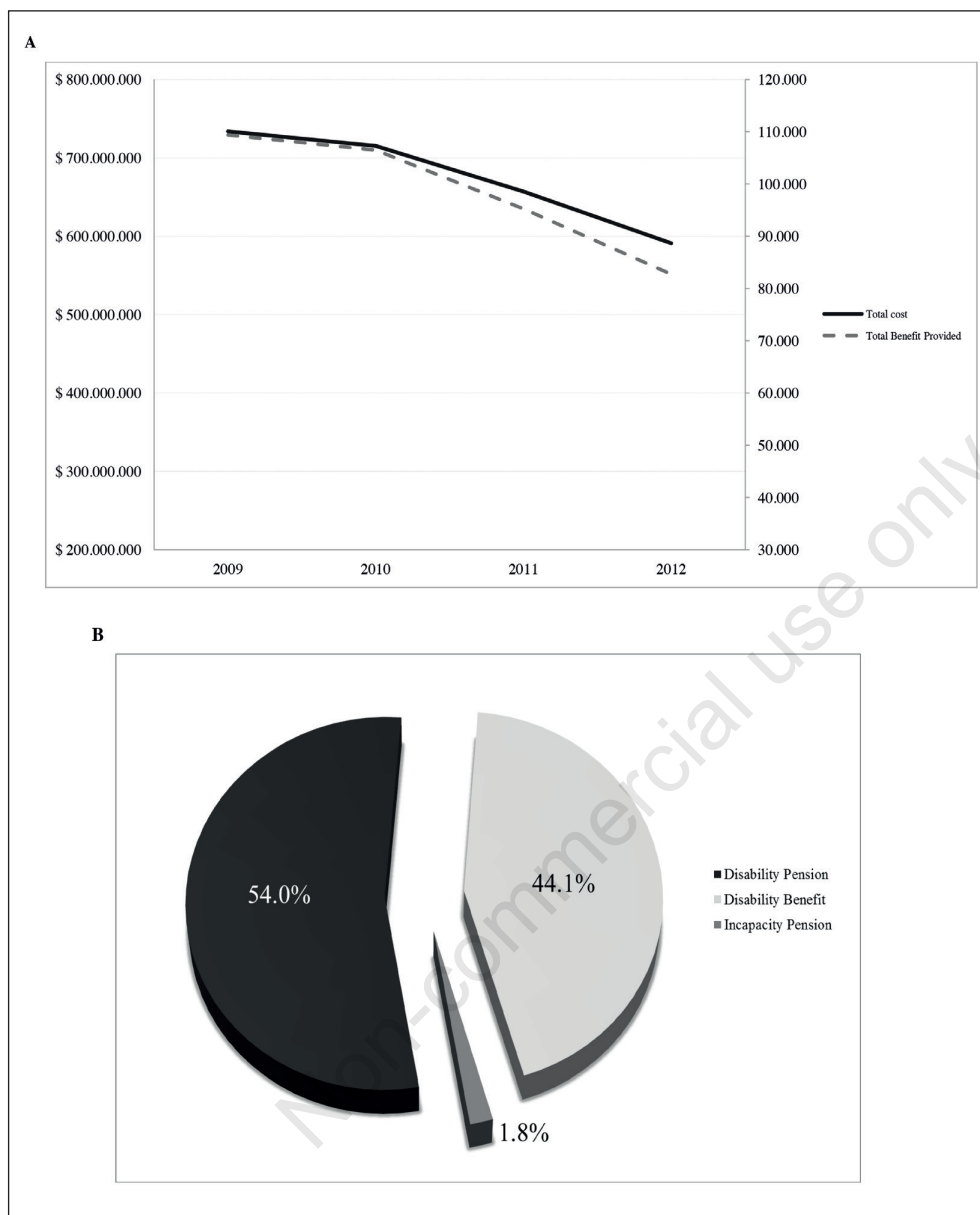 A
$ 800.000.000
$ 700.000.000
$ 600.000.000
$ 500.000.000
$ 400.000.000
$ 300.000.000
$ 200.000.000
120.000
110.000
100.000
90.000
80.000
70.000
60.000
50.000
40.000
30.000
2009 2010 2011 2012
Total cost
Total Benefit Provided
B
54.0%
44.1%
1.8%
Disability Pension
Disability Benefit
Incapacity Pension
Non-commercial use only